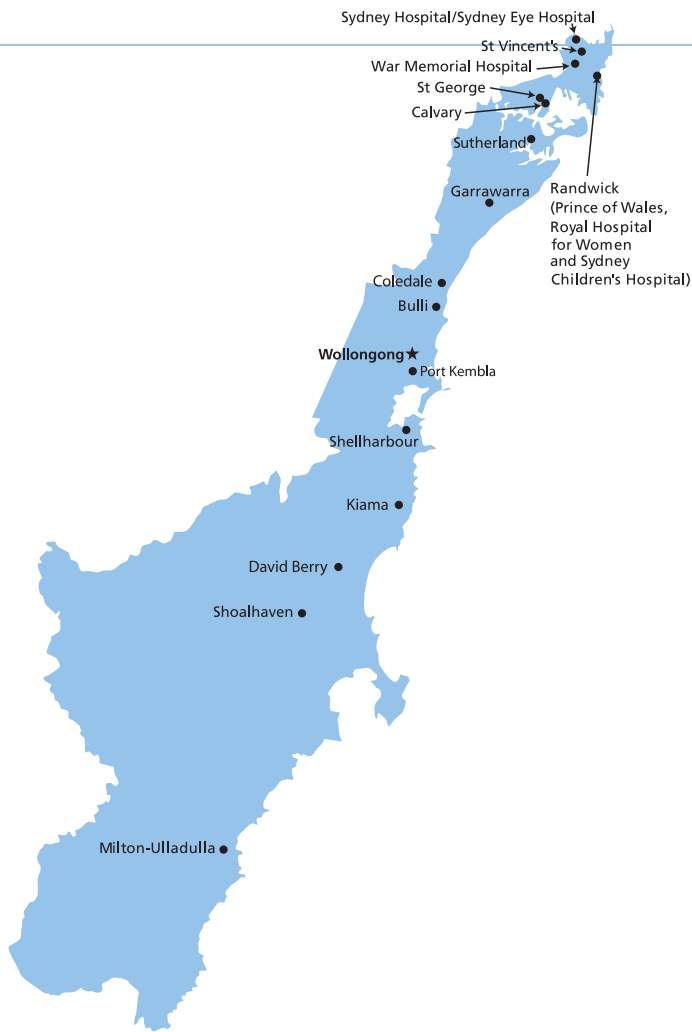 Sydney Hospital/Sydney Eye Hospital
St Vincent's
War Memorial Hospital
St George
Calvary
Sutherland
Garrawarra
Randwick
(Prince of Wales,
Royal Hospital
for Women
and Sydney
Children's Hospital)
Coledale
Bulli
Wollongong
Port Kembla
Shellharbour
Kiama
David Berry
Shoalhaven
Milton-Ulladulla